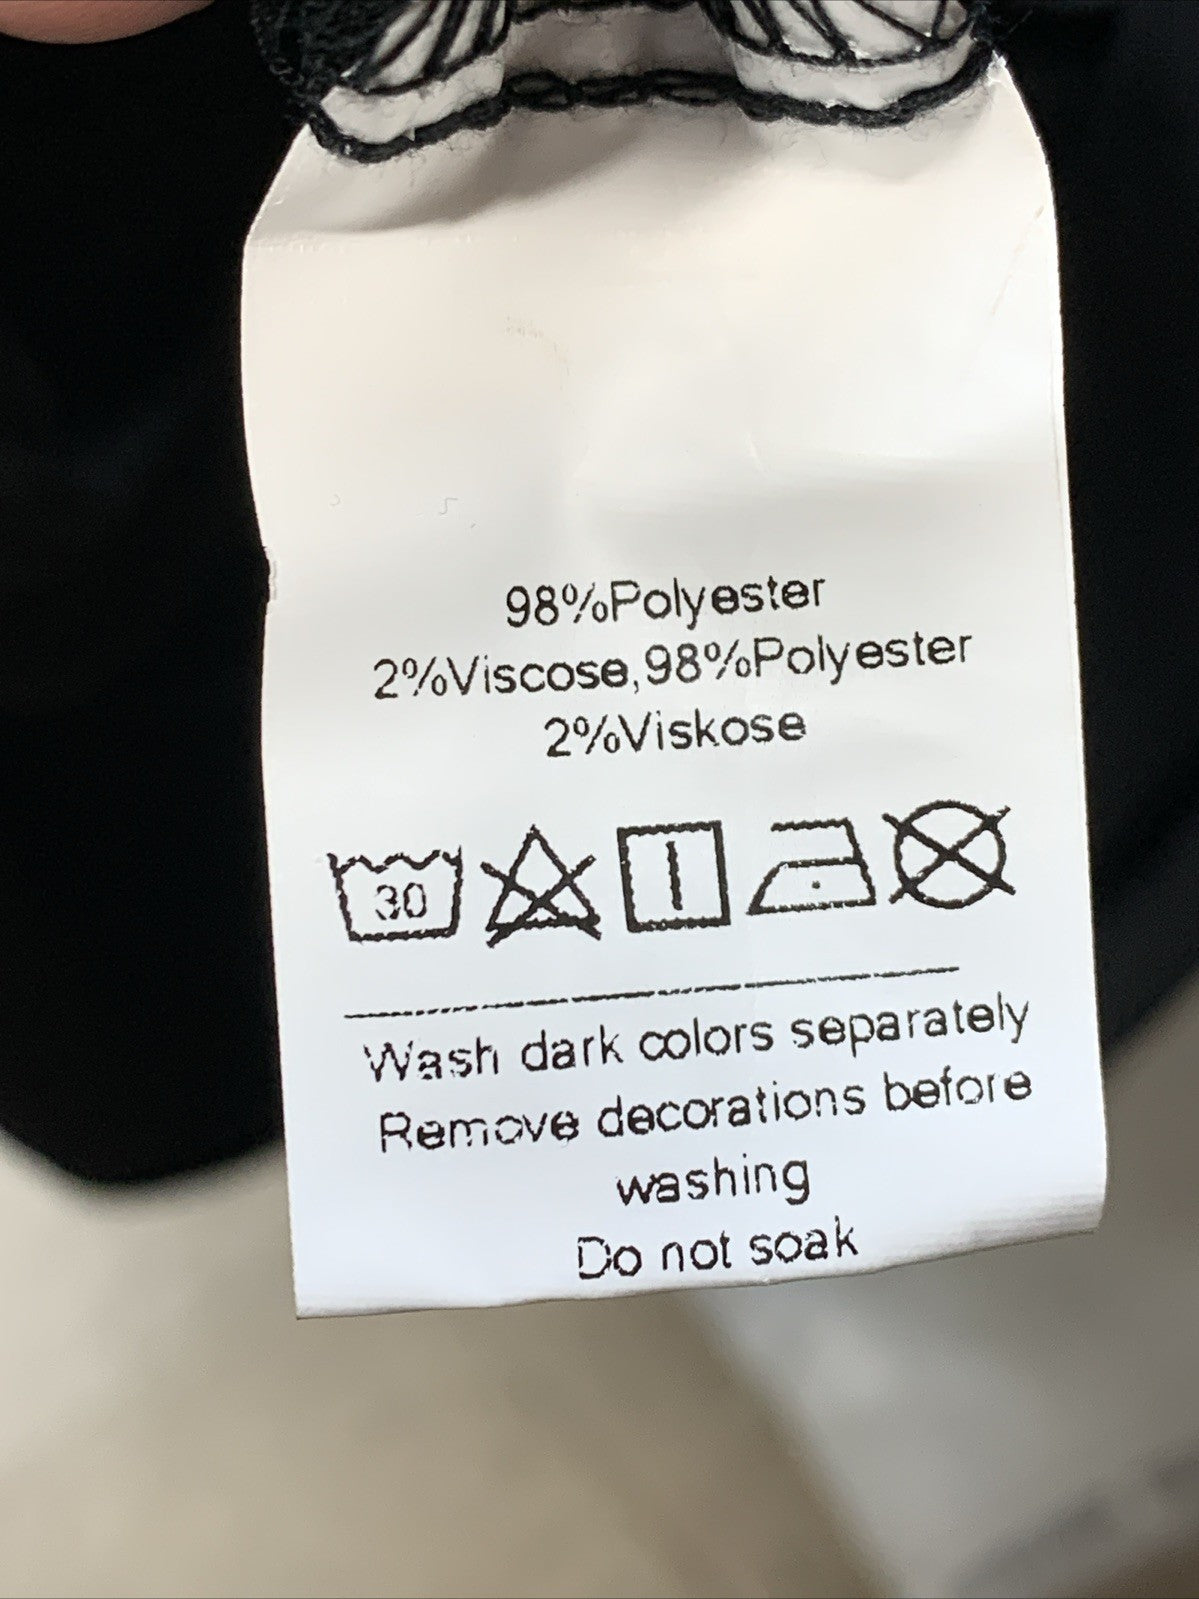 98%Polyester
2%Viscose,98%Polyester
2%Viskose
30
Wash dark colors separately
Remove decorations before
washing
Do not soak